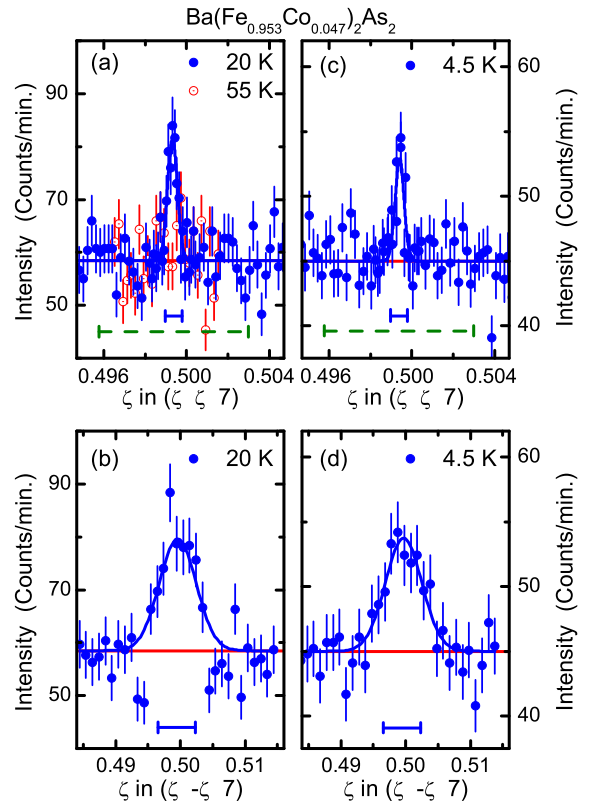 Ba(Fe0.953Co0.047)2As2
(a) 20 K
55 K
90
70
50
Intensity (Counts/min.)
0.496 0.500 0.504
ζ in (ζ ζ 7)
(c) 4.5 K
60
50
40
Intensity (Counts/min.)
0.496 0.500 0.504
ζ in (ζ ζ 7)
(b) 20 K
90
70
50
Intensity (Counts/min.)
0.49 0.50 0.51
ζ in (ζ -ζ 7)
(d) 4.5 K
60
50
40
Intensity (Counts/min.)
0.49 0.50 0.51
ζ in (ζ -ζ 7)